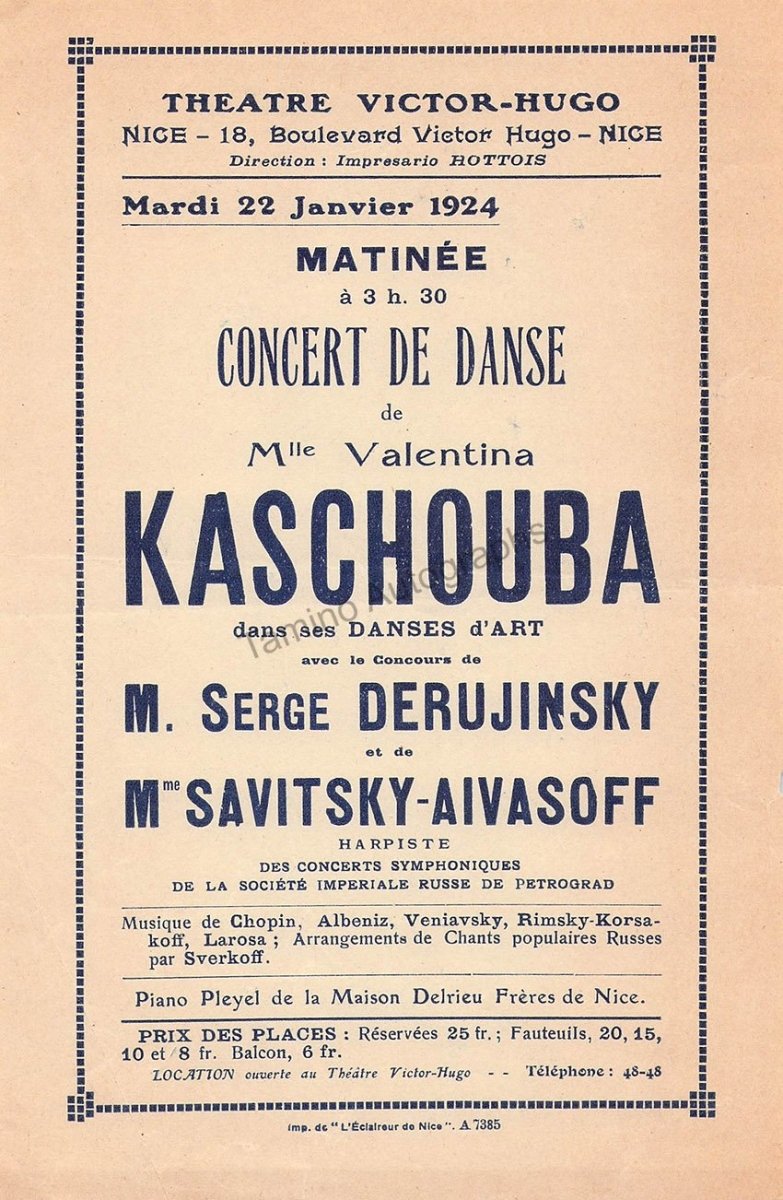 THEATRE VICTOR-HUGO
NICE – 18, Boulevard Victor Hugo – NICE
Direction : Impresario HOTTOIS
Mardi 22 Janvier 1924
MATINÉE
à 3 h. 30
CONCERT DE DANSE
de
Mlle Valentina
KASCHOUBA
Tamino Autographs
dans ses DANSES d'ART
avec le Concours de
M. SERGE DERUJINSKY
et de
Mme SAVITSKY-AIVASOFF
HARPISTE
DES CONCERTS SYMPHONIQUES
DE LA SOCIÉTÉ IMPERIALE RUSSE DE PETROGRAD
Musique de Chopin, Albeniz, Veniavsky, Rimsky-Korsa-
koff, Larosa ; Arrangements de Chants populaires Russes
par Sverkoff.
Piano Pleyel de la Maison Delrieu Frères de Nice.
PRIX DES PLACES : Réservées 25 fr. ; Fauteuils, 20, 15,
10 et 8 fr. Balcon, 6 fr.
LOCATION ouverte au Théâtre Victor-Hugo - - Téléphone : 48-48
Imp. de " L'Éclaireur de Nice ". A 7385